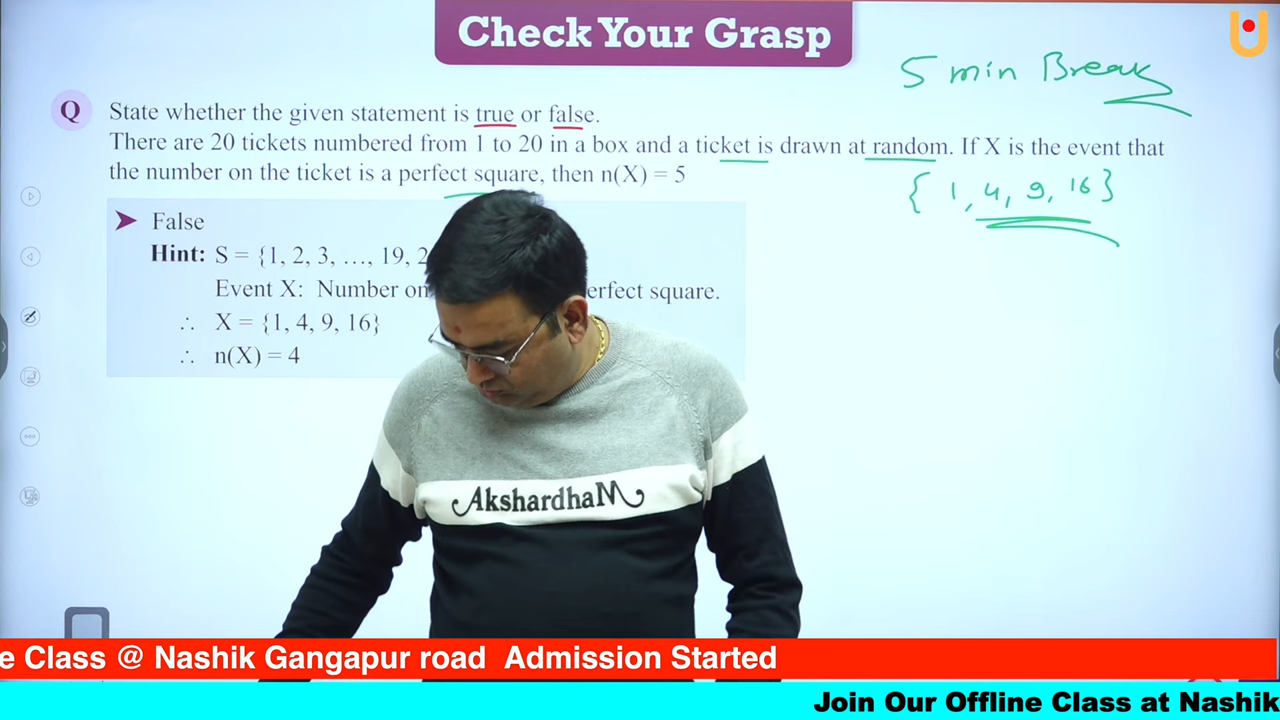 Check Your Grasp
5 min Break
Q State whether the given statement is true or false.
There are 20 tickets numbered from 1 to 20 in a box and a ticket is drawn at random. If X is the event that
the number on the ticket is a perfect square, then n(X) = 5
{ 1, 4, 9, 16 }
➤ False
Hint: S = {1, 2, 3, …, 19, 2
Event X: Number on erfect square.
∴ X = {1, 4, 9, 16}
∴ n(X) = 4
AkshardhaM
e Class @ Nashik Gangapur road Admission Started
Join Our Offline Class at Nashik